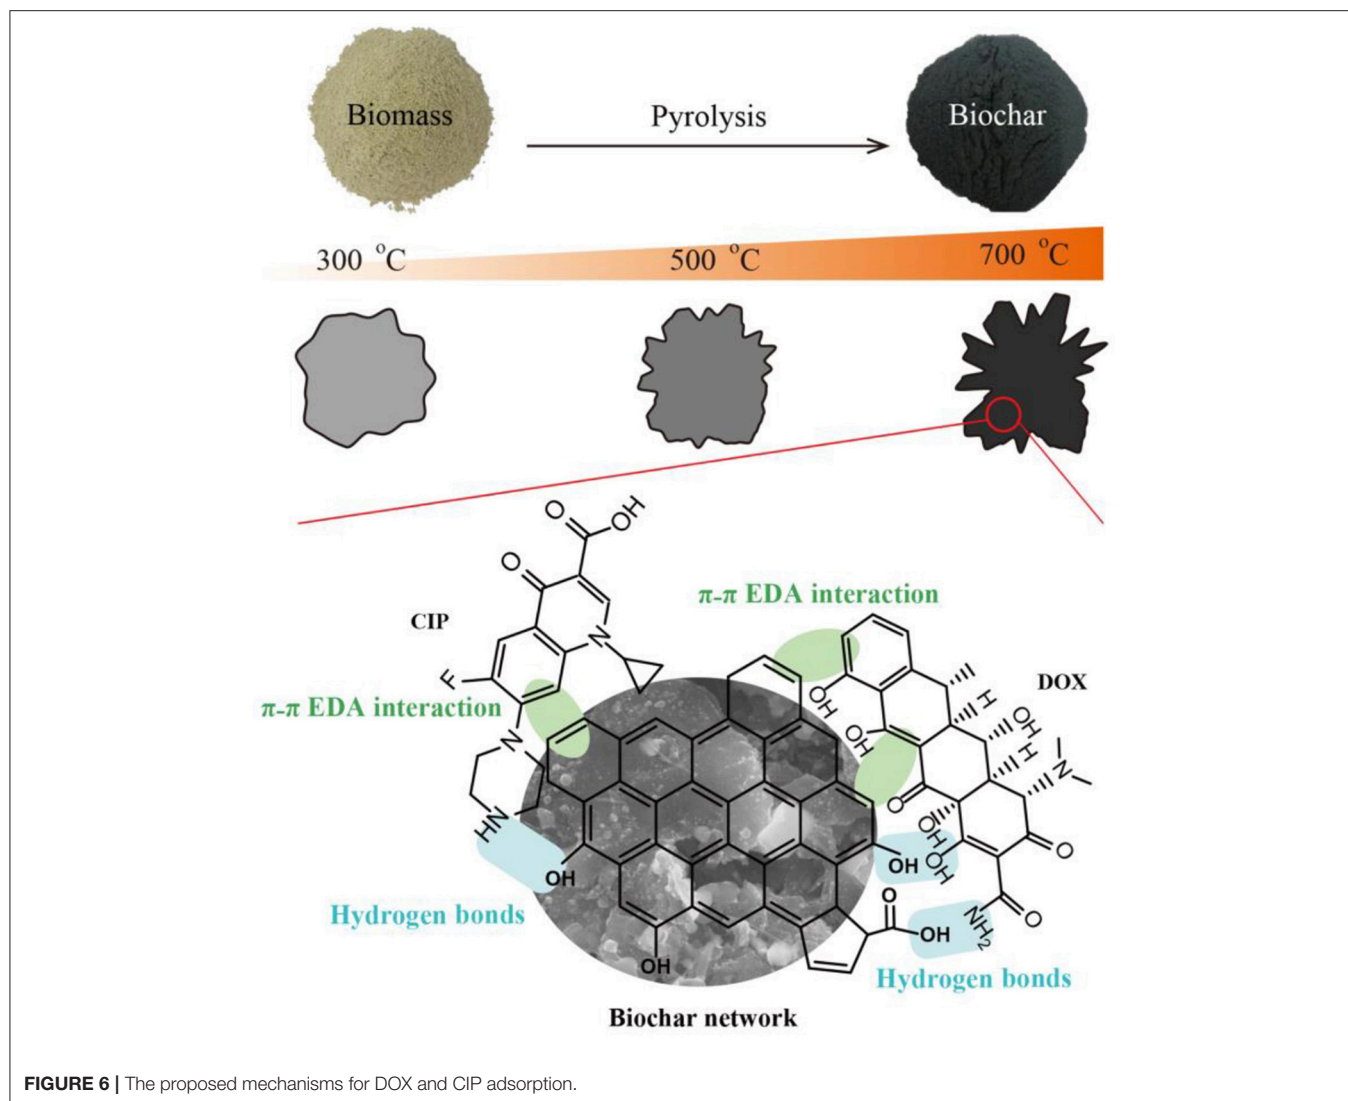 Biomass
Pyrolysis
Biochar
300 °C
500 °C
700 °C
O
OH
O
π-π EDA interaction
CIP
N
F
DOX
π-π EDA interaction
OH
H
OH
OH
H
N
N
O
HN
OH
OH
O
OH
OH
OH
O
Hydrogen bonds
OH
NH2
O
OH
Hydrogen bonds
Biochar network
FIGURE 6 | The proposed mechanisms for DOX and CIP adsorption.